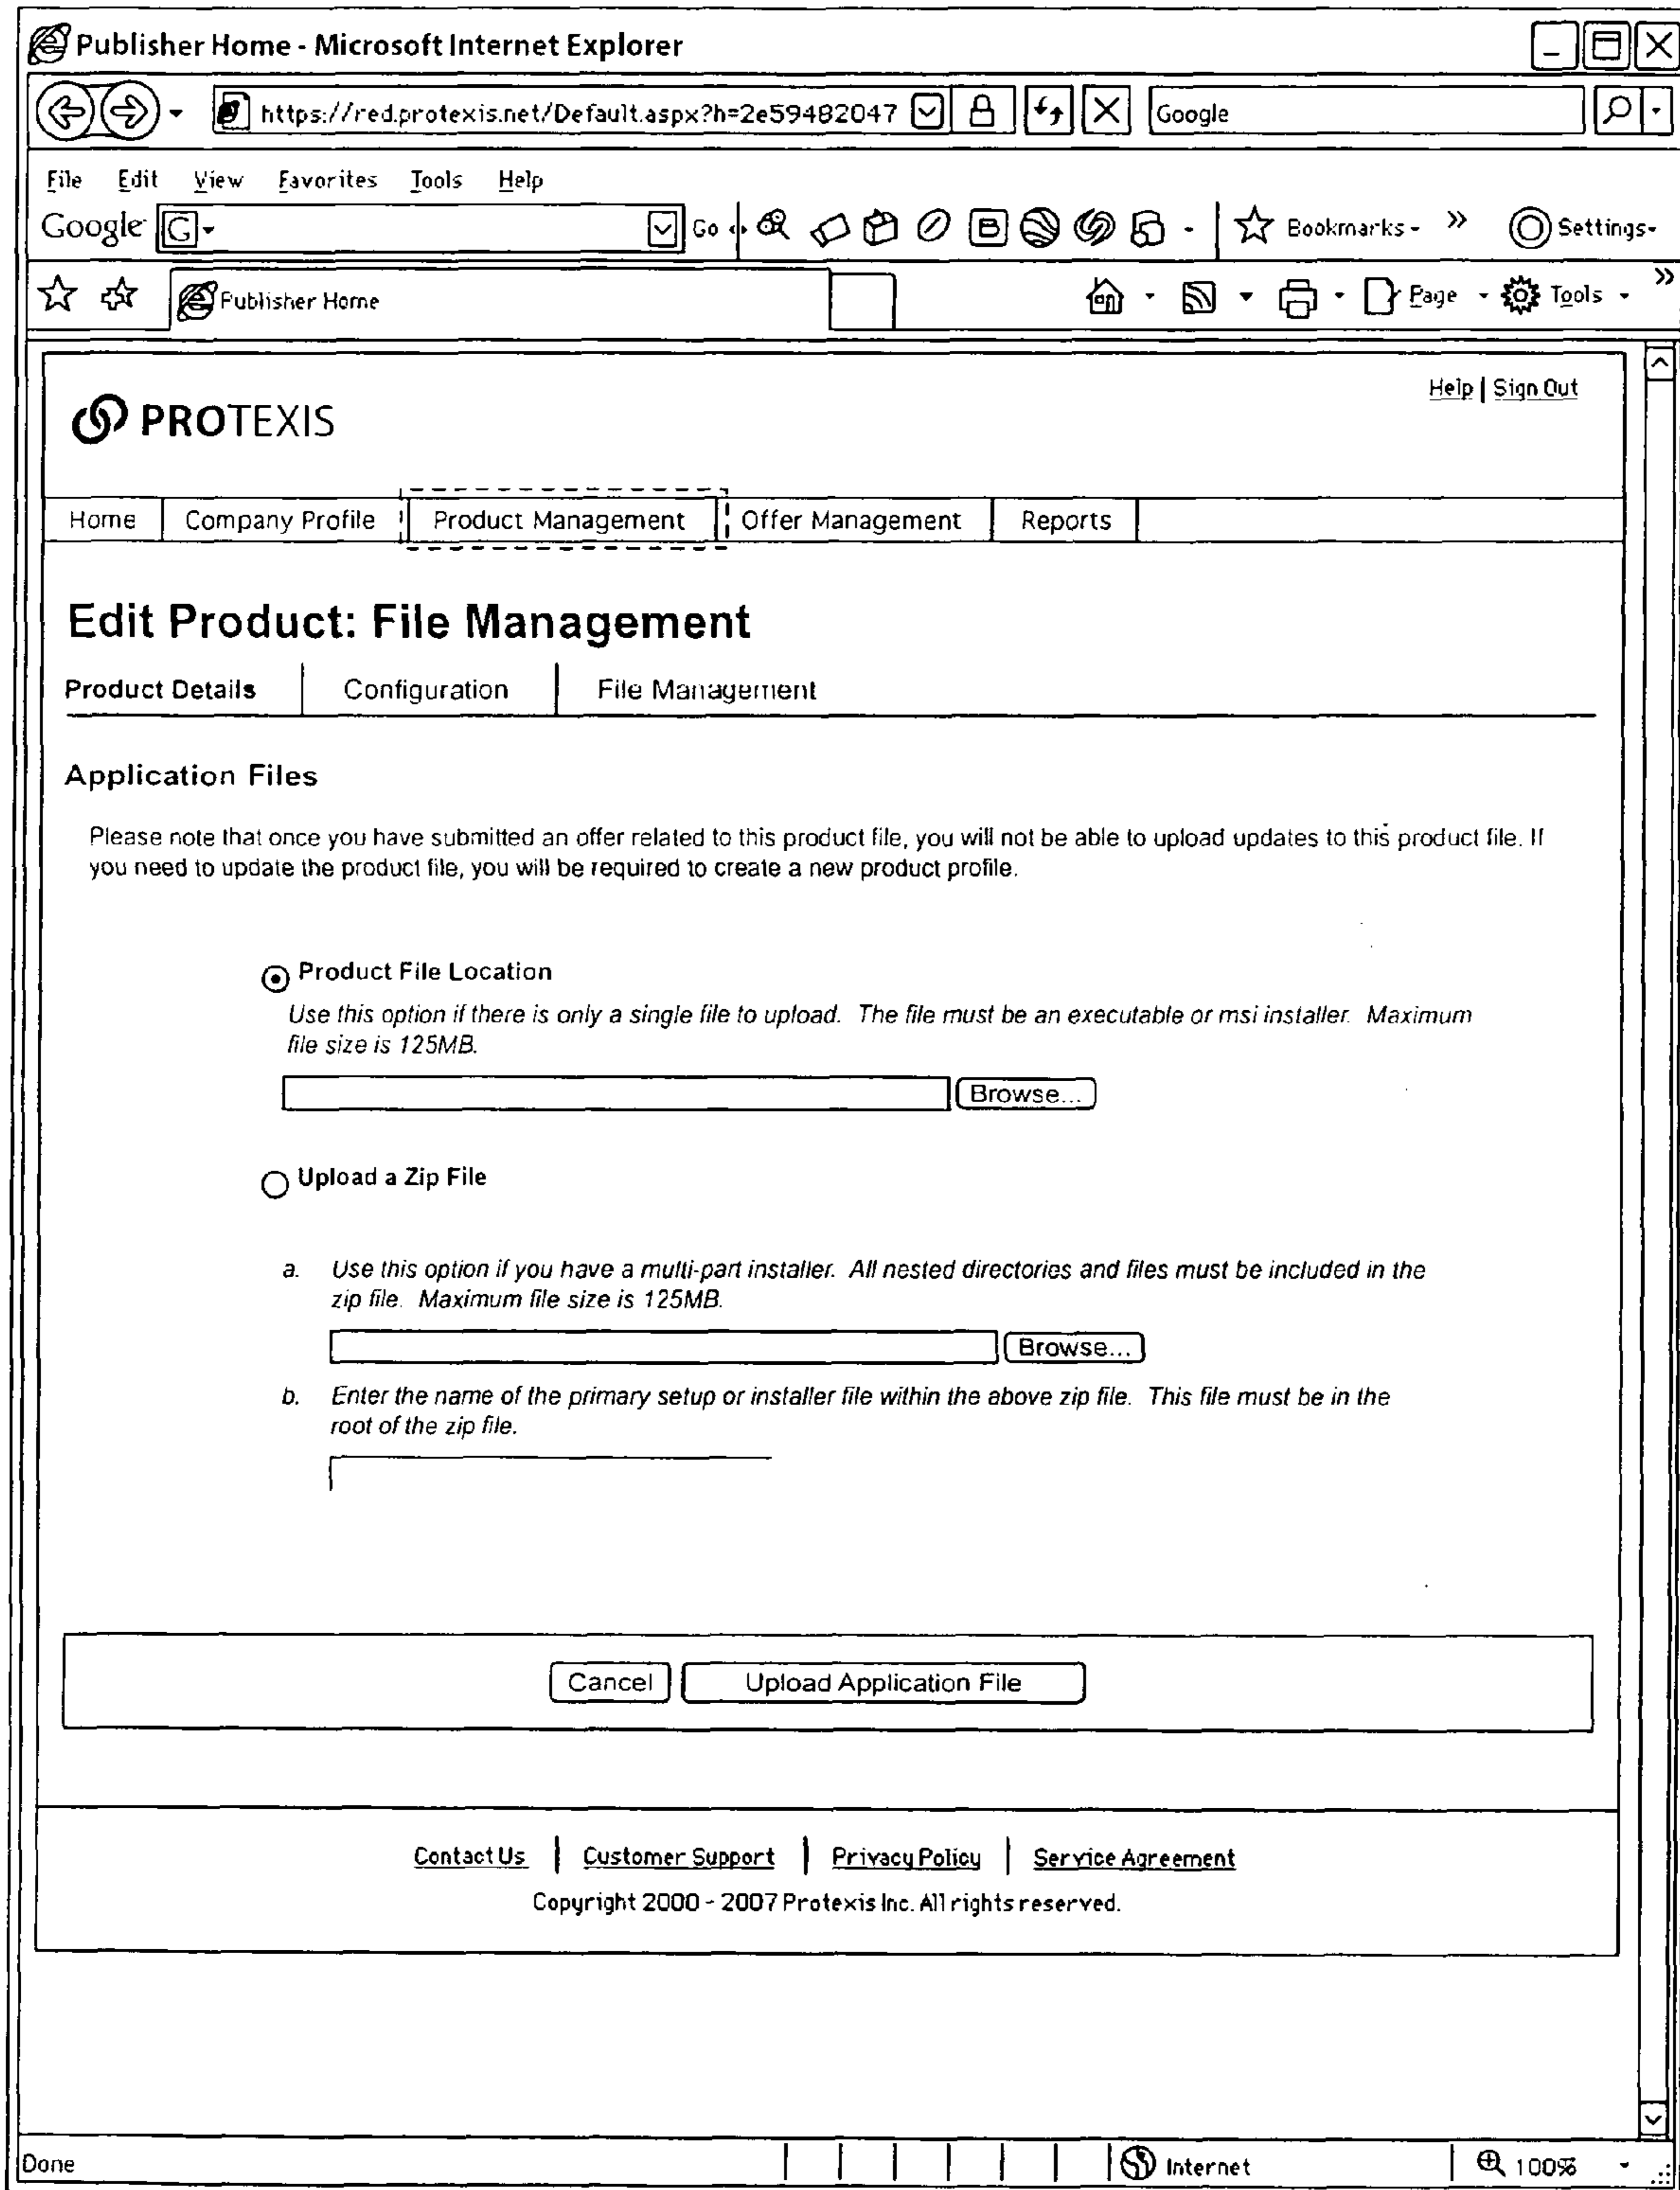 Publisher Home - Microsoft Internet Explorer
https://red.protexis.net/Default.aspx?h=2e59482047
Google
File Edit View Favorites Tools Help
Google G Go B Bookmarks Settings
Publisher Home Page Tools
Help | Sign Out
PROTEXIS
Home Company Profile Product Management Offer Management Reports
Edit Product: File Management
Product Details Configuration File Management
Application Files
Please note that once you have submitted an offer related to this product file, you will not be able to upload updates to this product file. If
you need to update the product file, you will be required to create a new product profile.
Product File Location
Use this option if there is only a single file to upload. The file must be an executable or msi installer. Maximum
file size is 125MB.
Browse...
Upload a Zip File
a. Use this option if you have a multi-part installer. All nested directories and files must be included in the
zip file. Maximum file size is 125MB.
Browse...
b. Enter the name of the primary setup or installer file within the above zip file. This file must be in the
root of the zip file.
Cancel Upload Application File
Contact Us | Customer Support | Privacy Policy | Service Agreement
Copyright 2000 - 2007 Protexis Inc. All rights reserved.
Done Internet 100%